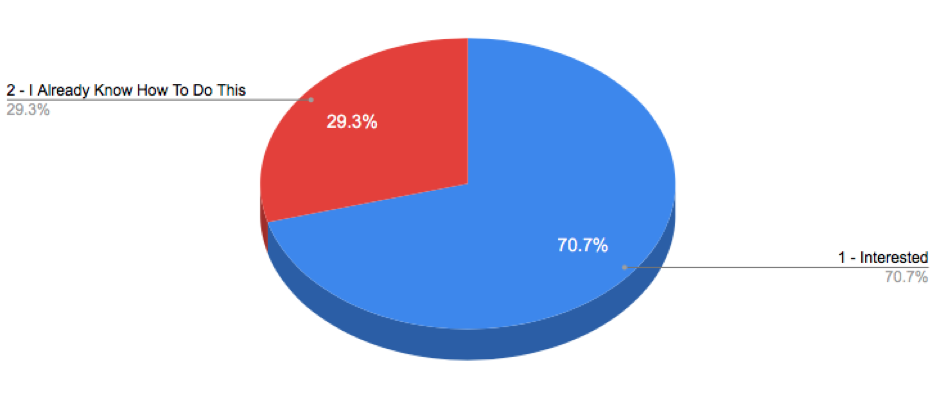 2 - I Already Know How To Do This
29.3%
29.3%
70.7%
1 - Interested
70.7%